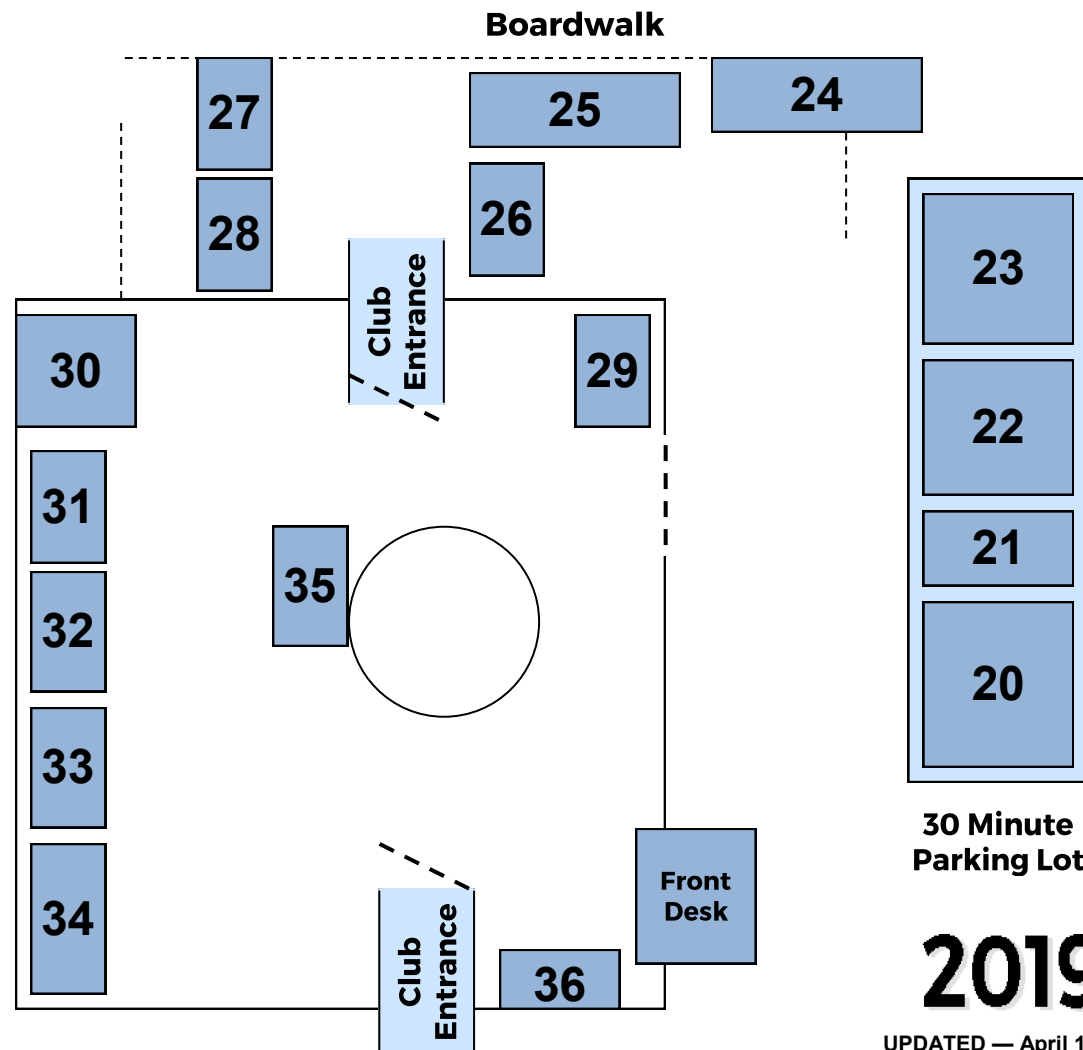 Boardwalk
27
25
24
28
26
23
Club
Entrance
30
29
22
31
21
35
32
20
33
30 Minute
Parking Lot
Front
Desk
34
Club
Entrance
36
2019
UPDATED — April 1